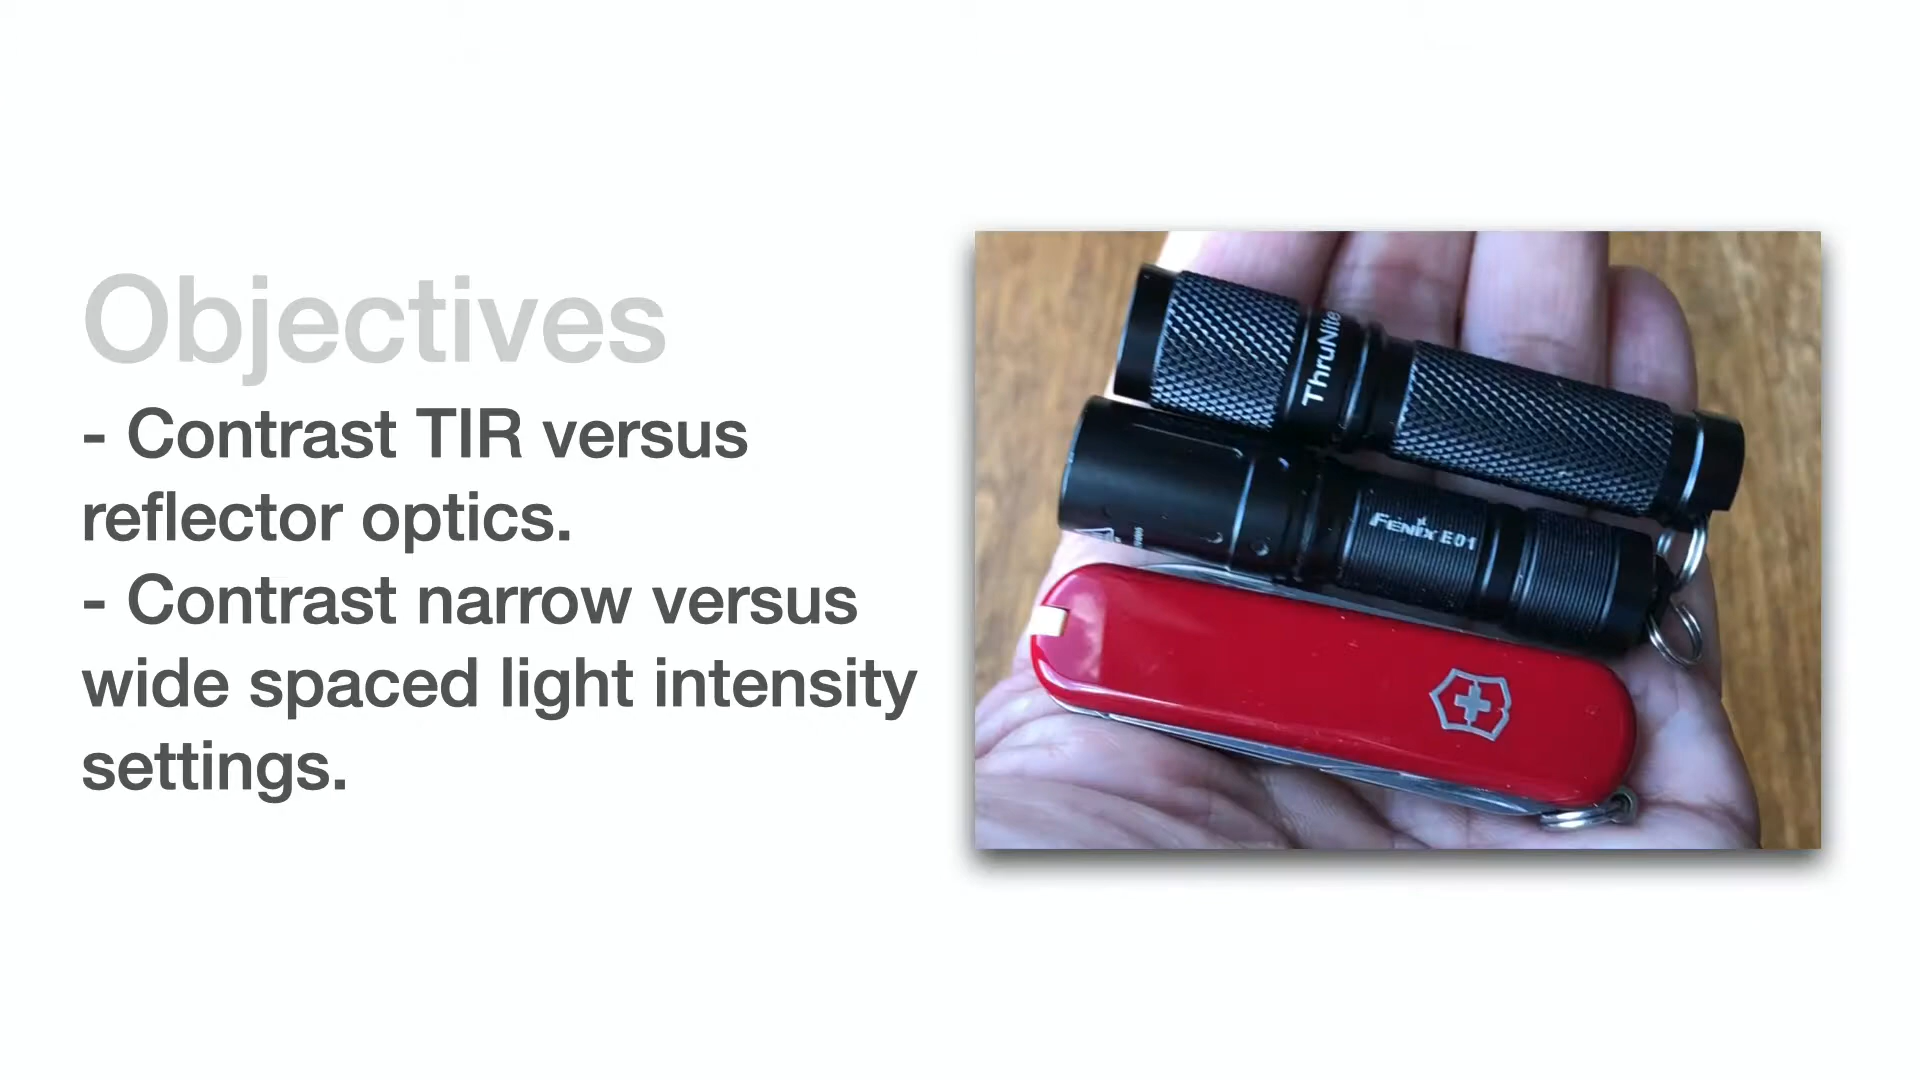 Objectives
- Contrast TIR versus
reflector optics.
- Contrast narrow versus
wide spaced light intensity
settings.
ThruNite
FENIX E01